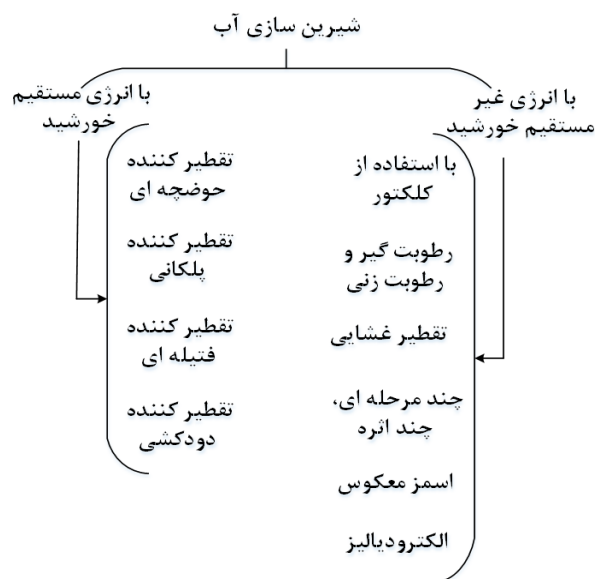 شیرین سازی آب
با انرژی غیر
مستقیم خورشید
با استفاده از
کلکتور
رطوبت گیر و
رطوبت زنی
تقطیر غشایی
چند مرحله ای،
چند اثره
اسمز معکوس
الکترودیالیز
با انرژی مستقیم
خورشید
تقطیر کننده
حوضچه ای
تقطیر کننده
پلکانی
تقطیر کننده
فتیله ای
تقطیر کننده
دودکشی